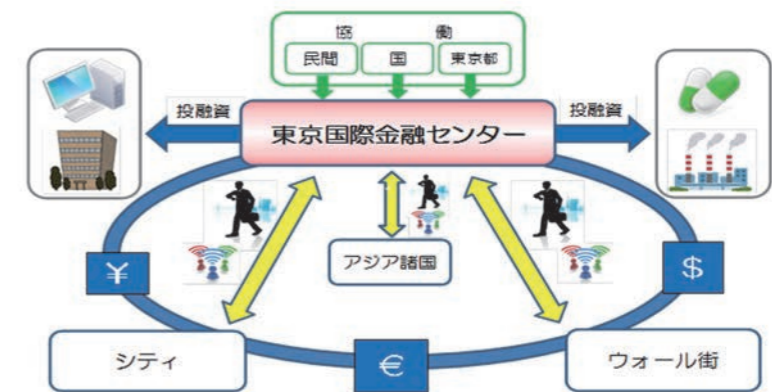 協働
民間 国 東京都
投融資 東京国際金融センター 投融資
アジア諸国
¥ $
シティ € ウォール街